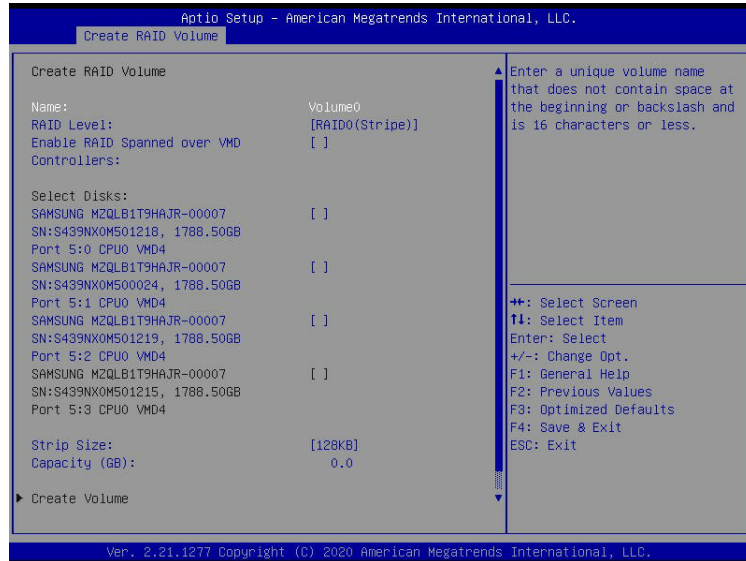 Aptio Setup – American Megatrends International, LLC.
Create RAID Volume
Create RAID Volume
Name: Volume0
RAID Level: [RAID0(Stripe)]
Enable RAID Spanned over VMD [ ]
Controllers:
Select Disks:
SAMSUNG MZQLB1T9HAJR-00007 [ ]
SN:S439NX0M501218, 1788.50GB
Port 5:0 CPU0 VMD4
SAMSUNG MZQLB1T9HAJR-00007 [ ]
SN:S439NX0M500024, 1788.50GB
Port 5:1 CPU0 VMD4
SAMSUNG MZQLB1T9HAJR-00007 [ ]
SN:S439NX0M501219, 1788.50GB
Port 5:2 CPU0 VMD4
SAMSUNG MZQLB1T9HAJR-00007 [ ]
SN:S439NX0M501215, 1788.50GB
Port 5:3 CPU0 VMD4
Strip Size: [128KB]
Capacity (GB): 0.0
Create Volume
Enter a unique volume name
that does not contain space at
the beginning or backslash and
is 16 characters or less.
→←: Select Screen
↑↓: Select Item
Enter: Select
+/-: Change Opt.
F1: General Help
F2: Previous Values
F3: Optimized Defaults
F4: Save & Exit
ESC: Exit
Ver. 2.21.1277 Copyright (C) 2020 American Megatrends International, LLC.